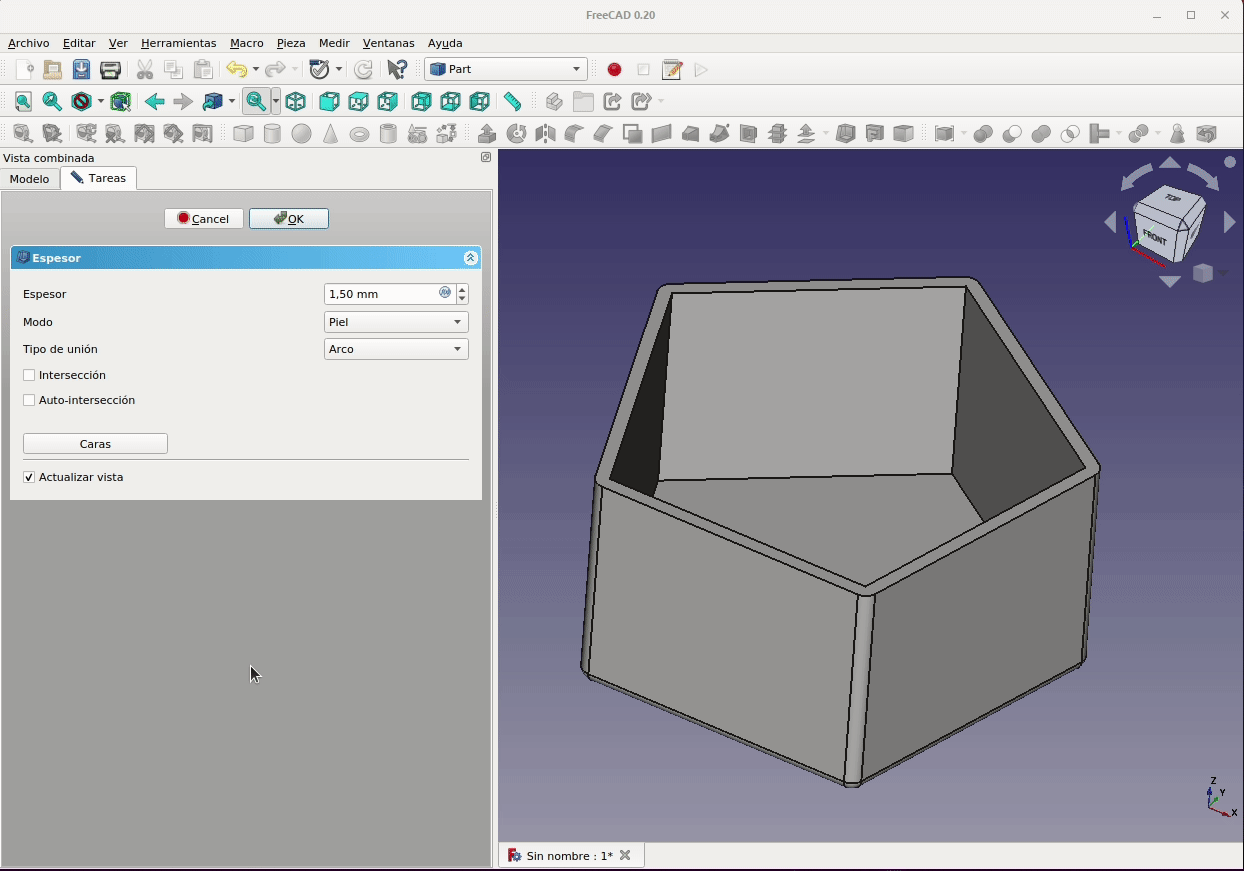 FreeCAD 0.20
Archivo Editar Ver Herramientas Macro Pieza Medir Ventanas Ayuda
Part
Vista combinada
Modelo Tareas
Cancel OK
Espesor
Espesor 1,50 mm
Modo Piel
Tipo de unión Arco
Intersección
Auto-intersección
Caras
Actualizar vista
TOP
FRONT
Z
Y
X
Sin nombre : 1*